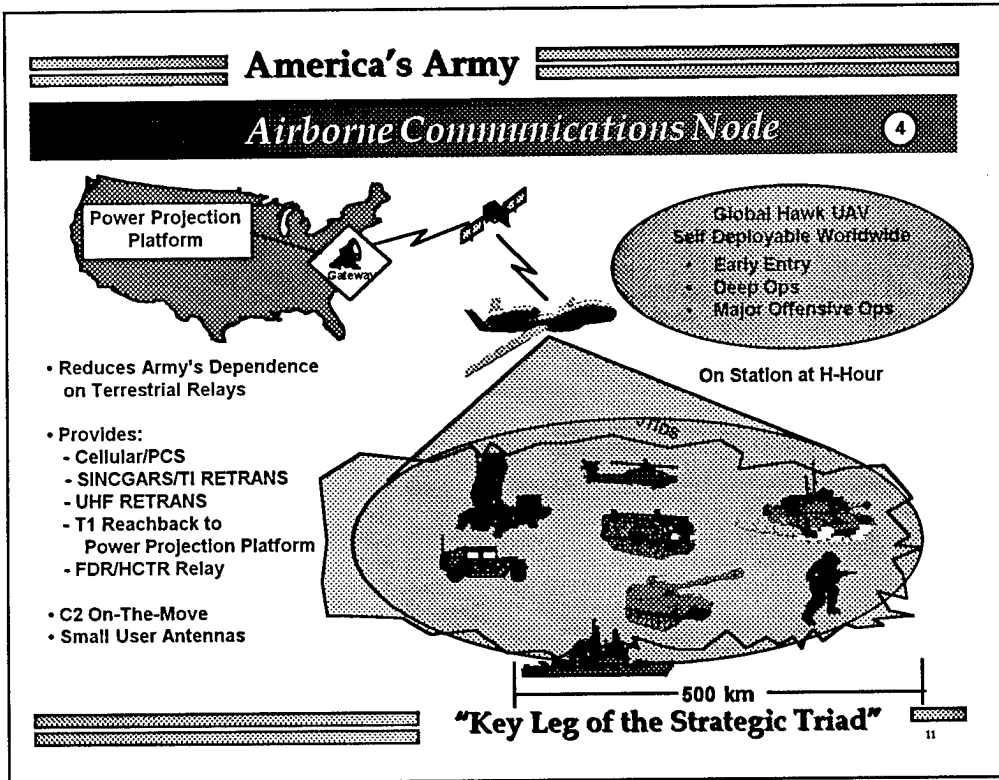 America's Army
Airborne Communications Node
4
Power Projection
Platform
Gateway
Global Hawk UAV
Self Deployable Worldwide
• Early Entry
• Deep Ops
• Major Offensive Ops
On Station at H-Hour
• Reduces Army's Dependence
on Terrestrial Relays
• Provides:
- Cellular/PCS
- SINCGARS/TI RETRANS
- UHF RETRANS
- T1 Reachback to
Power Projection Platform
- FDR/HCTR Relay
• C2 On-The-Move
• Small User Antennas
JTIDS
500 km
"Key Leg of the Strategic Triad"
11